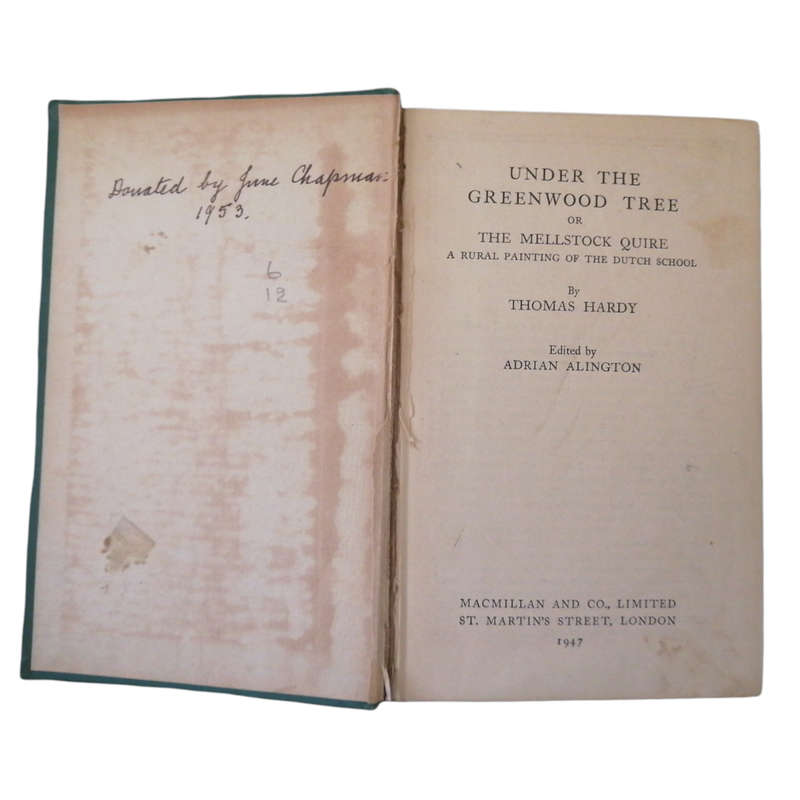 Donated by June Chapman
1953.
6
12
UNDER THE
GREENWOOD TREE
OR
THE MELLSTOCK QUIRE
A RURAL PAINTING OF THE DUTCH SCHOOL
By
THOMAS HARDY
Edited by
ADRIAN ALINGTON
MACMILLAN AND CO., LIMITED
ST. MARTIN'S STREET, LONDON
1947